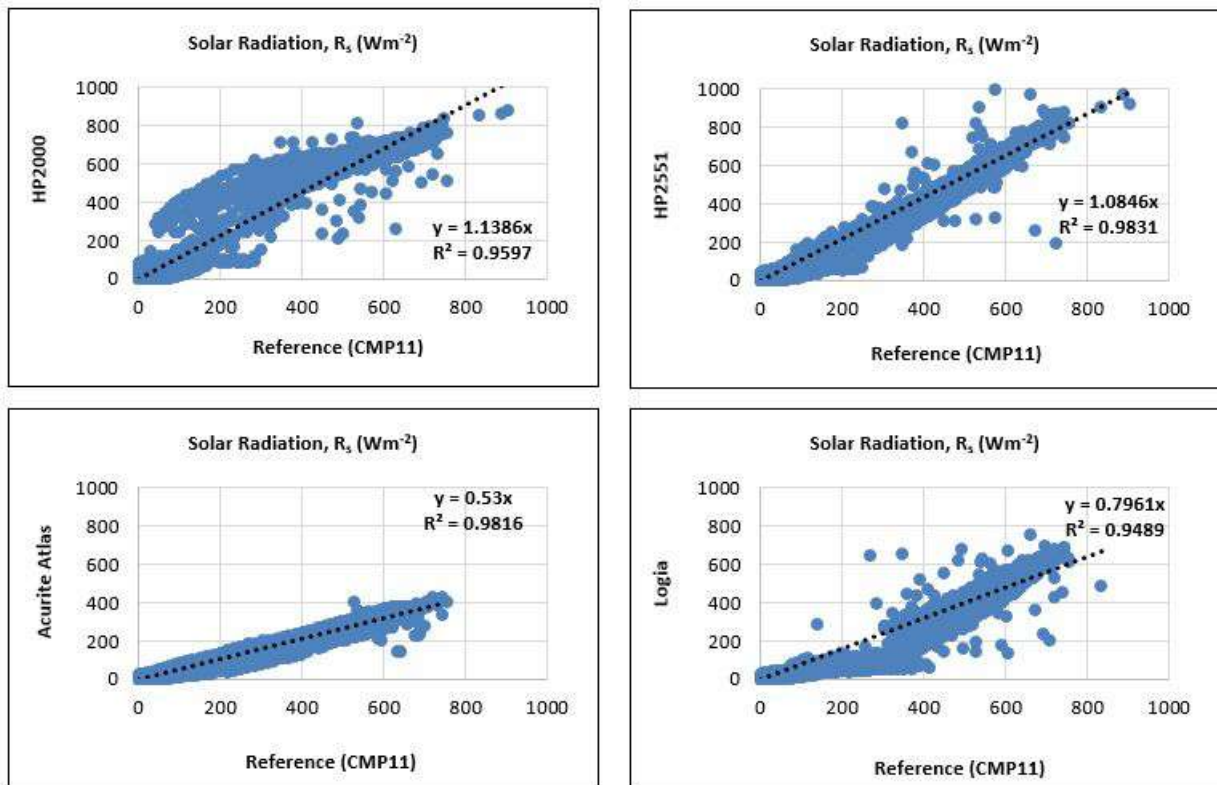 Solar Radiation, Rs (Wm-2)
HP2000
1000
800
600
400
200
0
y = 1.1386x
R² = 0.9597
0 200 400 600 800 1000
Reference (CMP11)
Solar Radiation, Rs (Wm-2)
HP2551
1000
800
600
400
200
0
y = 1.0846x
R² = 0.9831
0 200 400 600 800 1000
Reference (CMP11)
Solar Radiation, Rs (Wm-2)
Acurite Atlas
1000
800
600
400
200
0
y = 0.53x
R² = 0.9816
0 200 400 600 800 1000
Reference (CMP11)
Solar Radiation, Rs (Wm-2)
Logia
1000
800
600
400
200
0
y = 0.7961x
R² = 0.9489
0 200 400 600 800 1000
Reference (CMP11)